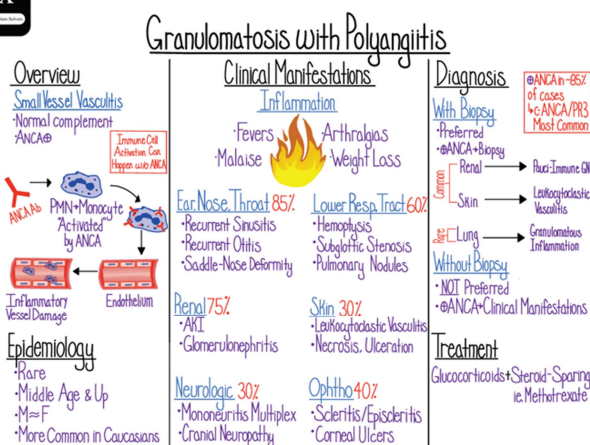 Granulomatosis with Polyangiitis
Overview
Small Vessel Vasculitis
•Normal complement
•ANCA⊕
Immune Cell
Activation Can
Happen w/o ANCA
ANCA Ab
PMN+Monocyte
"Activated"
by ANCA
Inflammatory
Vessel Damage
Endothelium
Epidemiology
•Rare
•Middle Age & Up
•M≈F
•More Common in Caucasians
Clinical Manifestations
Inflammation
•Fevers
•Malaise
•Arthralgias
•Weight Loss
Ear, Nose, Throat 85%
•Recurrent Sinusitis
•Recurrent Otitis
•Saddle-Nose Deformity
Lower Resp. Tract 60%
•Hemoptysis
•Subglottic Stenosis
•Pulmonary Nodules
Renal 75%
•AKI
•Glomerulonephritis
Skin 30%
•Leukocytoclastic Vasculitis
•Necrosis, Ulceration
Neurologic 30%
•Mononeuritis Multiplex
•Cranial Neuropathy
Ophtho 40%
•Scleritis/Episcleritis
•Corneal Ulcers
Diagnosis
⊕ANCA in ~85%
of cases
↳c-ANCA/PR3
Most Common
With Biopsy
•Preferred
•⊕ANCA+Biopsy
Common
Renal → Pauci-Immune GN
Skin → Leukocytoclastic
Vasculitis
Rare
Lung → Granulomatous
Inflammation
Without Biopsy
•NOT Preferred
•⊕ANCA+Clinical Manifestations
Treatment
Glucocorticoids+Steroid-Sparing
ie. Methotrexate